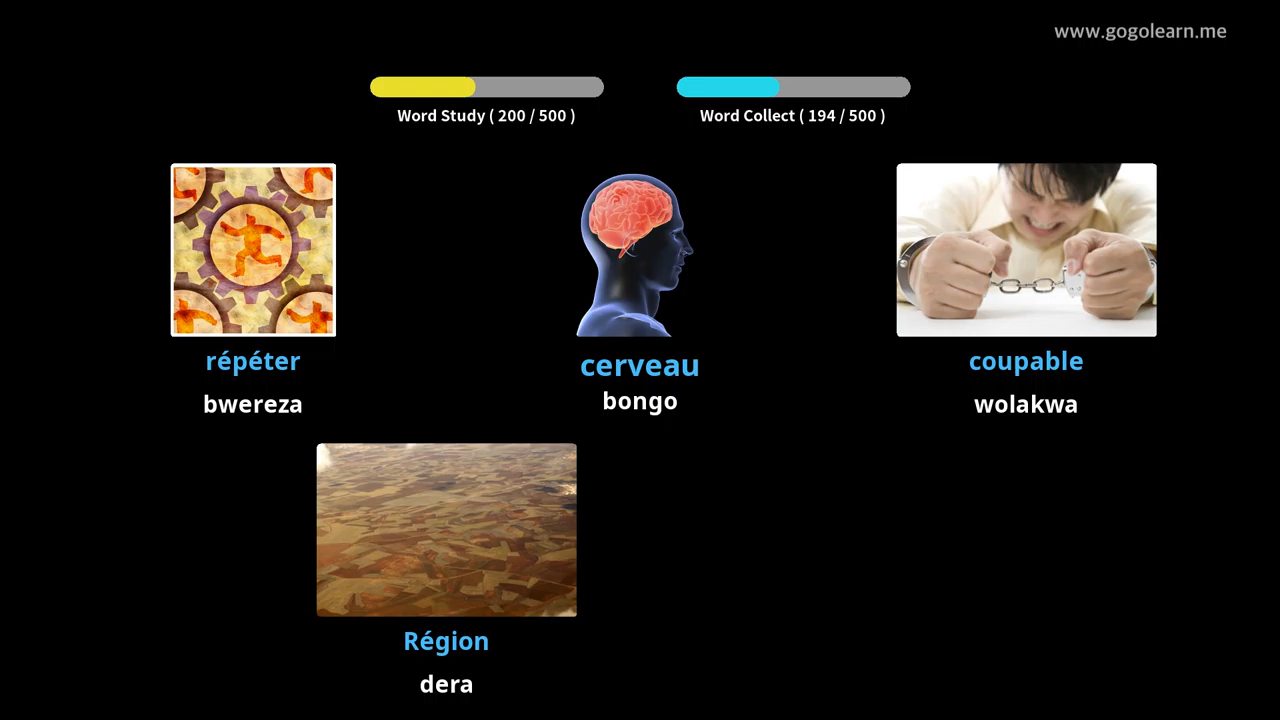 www.gogolearn.me
Word Study ( 200 / 500 )
Word Collect ( 194 / 500 )
répéter
bwereza
cerveau
bongo
coupable
wolakwa
Région
dera